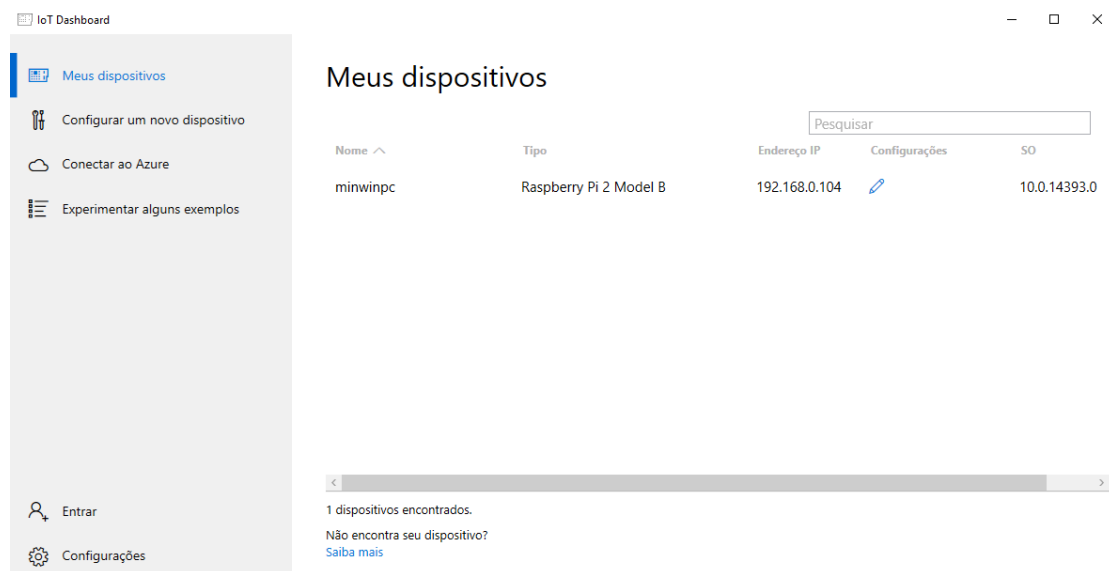 IoT Dashboard
Meus dispositivos
Configurar um novo dispositivo
Conectar ao Azure
Experimentar alguns exemplos
Entrar
Configurações
Meus dispositivos
Pesquisar
Nome Tipo Endereço IP Configurações SO
minwinpc Raspberry Pi 2 Model B 192.168.0.104 10.0.14393.0
1 dispositivos encontrados.
Não encontra seu dispositivo?
Saiba mais